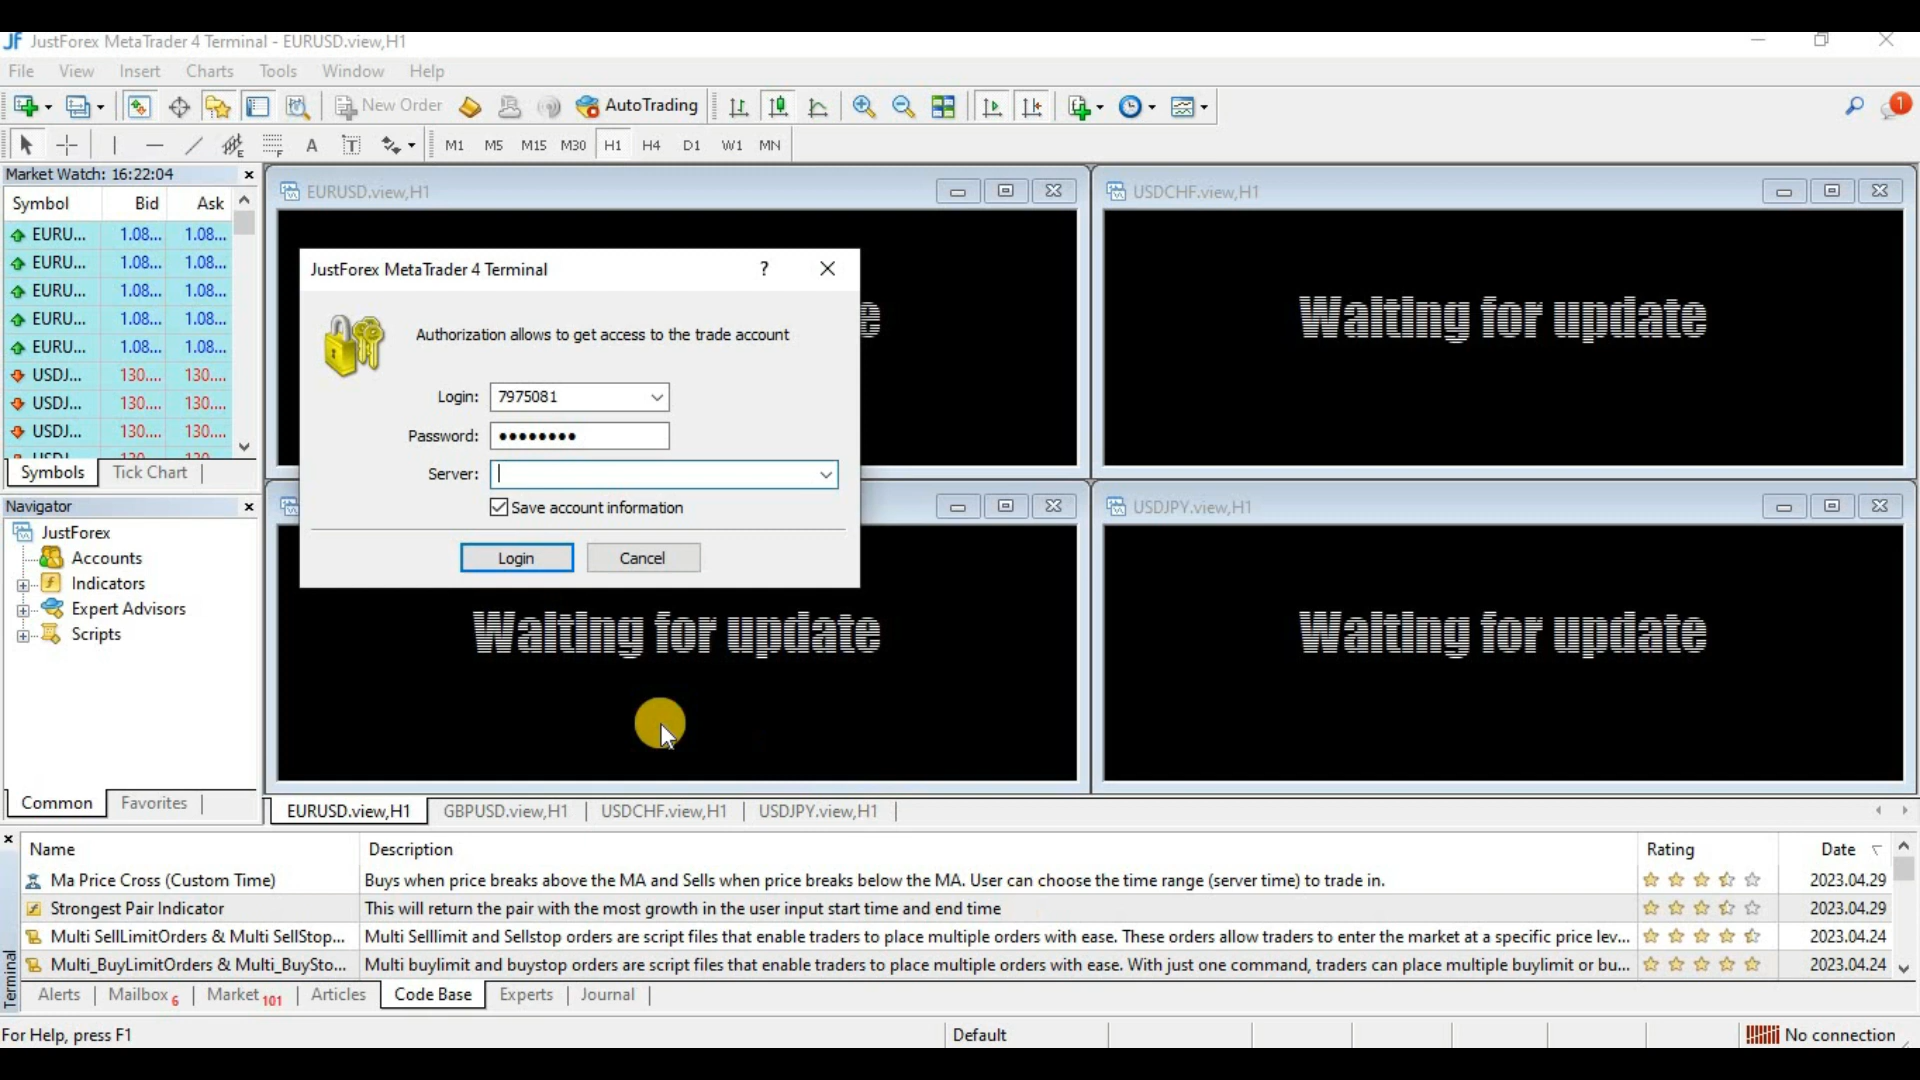 JF JustForex MetaTrader 4 Terminal - EURUSD.view,H1
File View Insert Charts Tools Window Help
New Order AutoTrading 1
A T M1 M5 M15 M30 H1 H4 D1 W1 MN
Market Watch: 16:22:04
Symbol Bid Ask
EURU... 1.08... 1.08...
EURU... 1.08... 1.08...
EURU... 1.08... 1.08...
EURU... 1.08... 1.08...
EURU... 1.08... 1.08...
USDJ... 130.... 130....
USDJ... 130.... 130....
USDJ... 130.... 130....
Symbols Tick Chart
Navigator
JustForex
Accounts
Indicators
Expert Advisors
Scripts
Common Favorites
EURUSD.view,H1
USDCHF.view,H1
Waiting for update
USDJPY.view,H1
Waiting for update
Waiting for update
JustForex MetaTrader 4 Terminal ?
Authorization allows to get access to the trade account
Login: 7975081
Password: ••••••••
Server:
Save account information
Login Cancel
EURUSD.view,H1 GBPUSD.view,H1 USDCHF.view,H1 USDJPY.view,H1
Name Description Rating Date
Ma Price Cross (Custom Time) Buys when price breaks above the MA and Sells when price breaks below the MA. User can choose the time range (server time) to trade in. 2023.04.29
Strongest Pair Indicator This will return the pair with the most growth in the user input start time and end time 2023.04.29
Multi SellLimitOrders & Multi SellStop... Multi Selllimit and Sellstop orders are script files that enable traders to place multiple orders with ease. These orders allow traders to enter the market at a specific price lev... 2023.04.24
Multi_BuyLimitOrders & Multi_BuySto... Multi buylimit and buystop orders are script files that enable traders to place multiple orders with ease. With just one command, traders can place multiple buylimit or bu... 2023.04.24
Terminal
Alerts Mailbox 6 Market 101 Articles Code Base Experts Journal
For Help, press F1 Default No connection